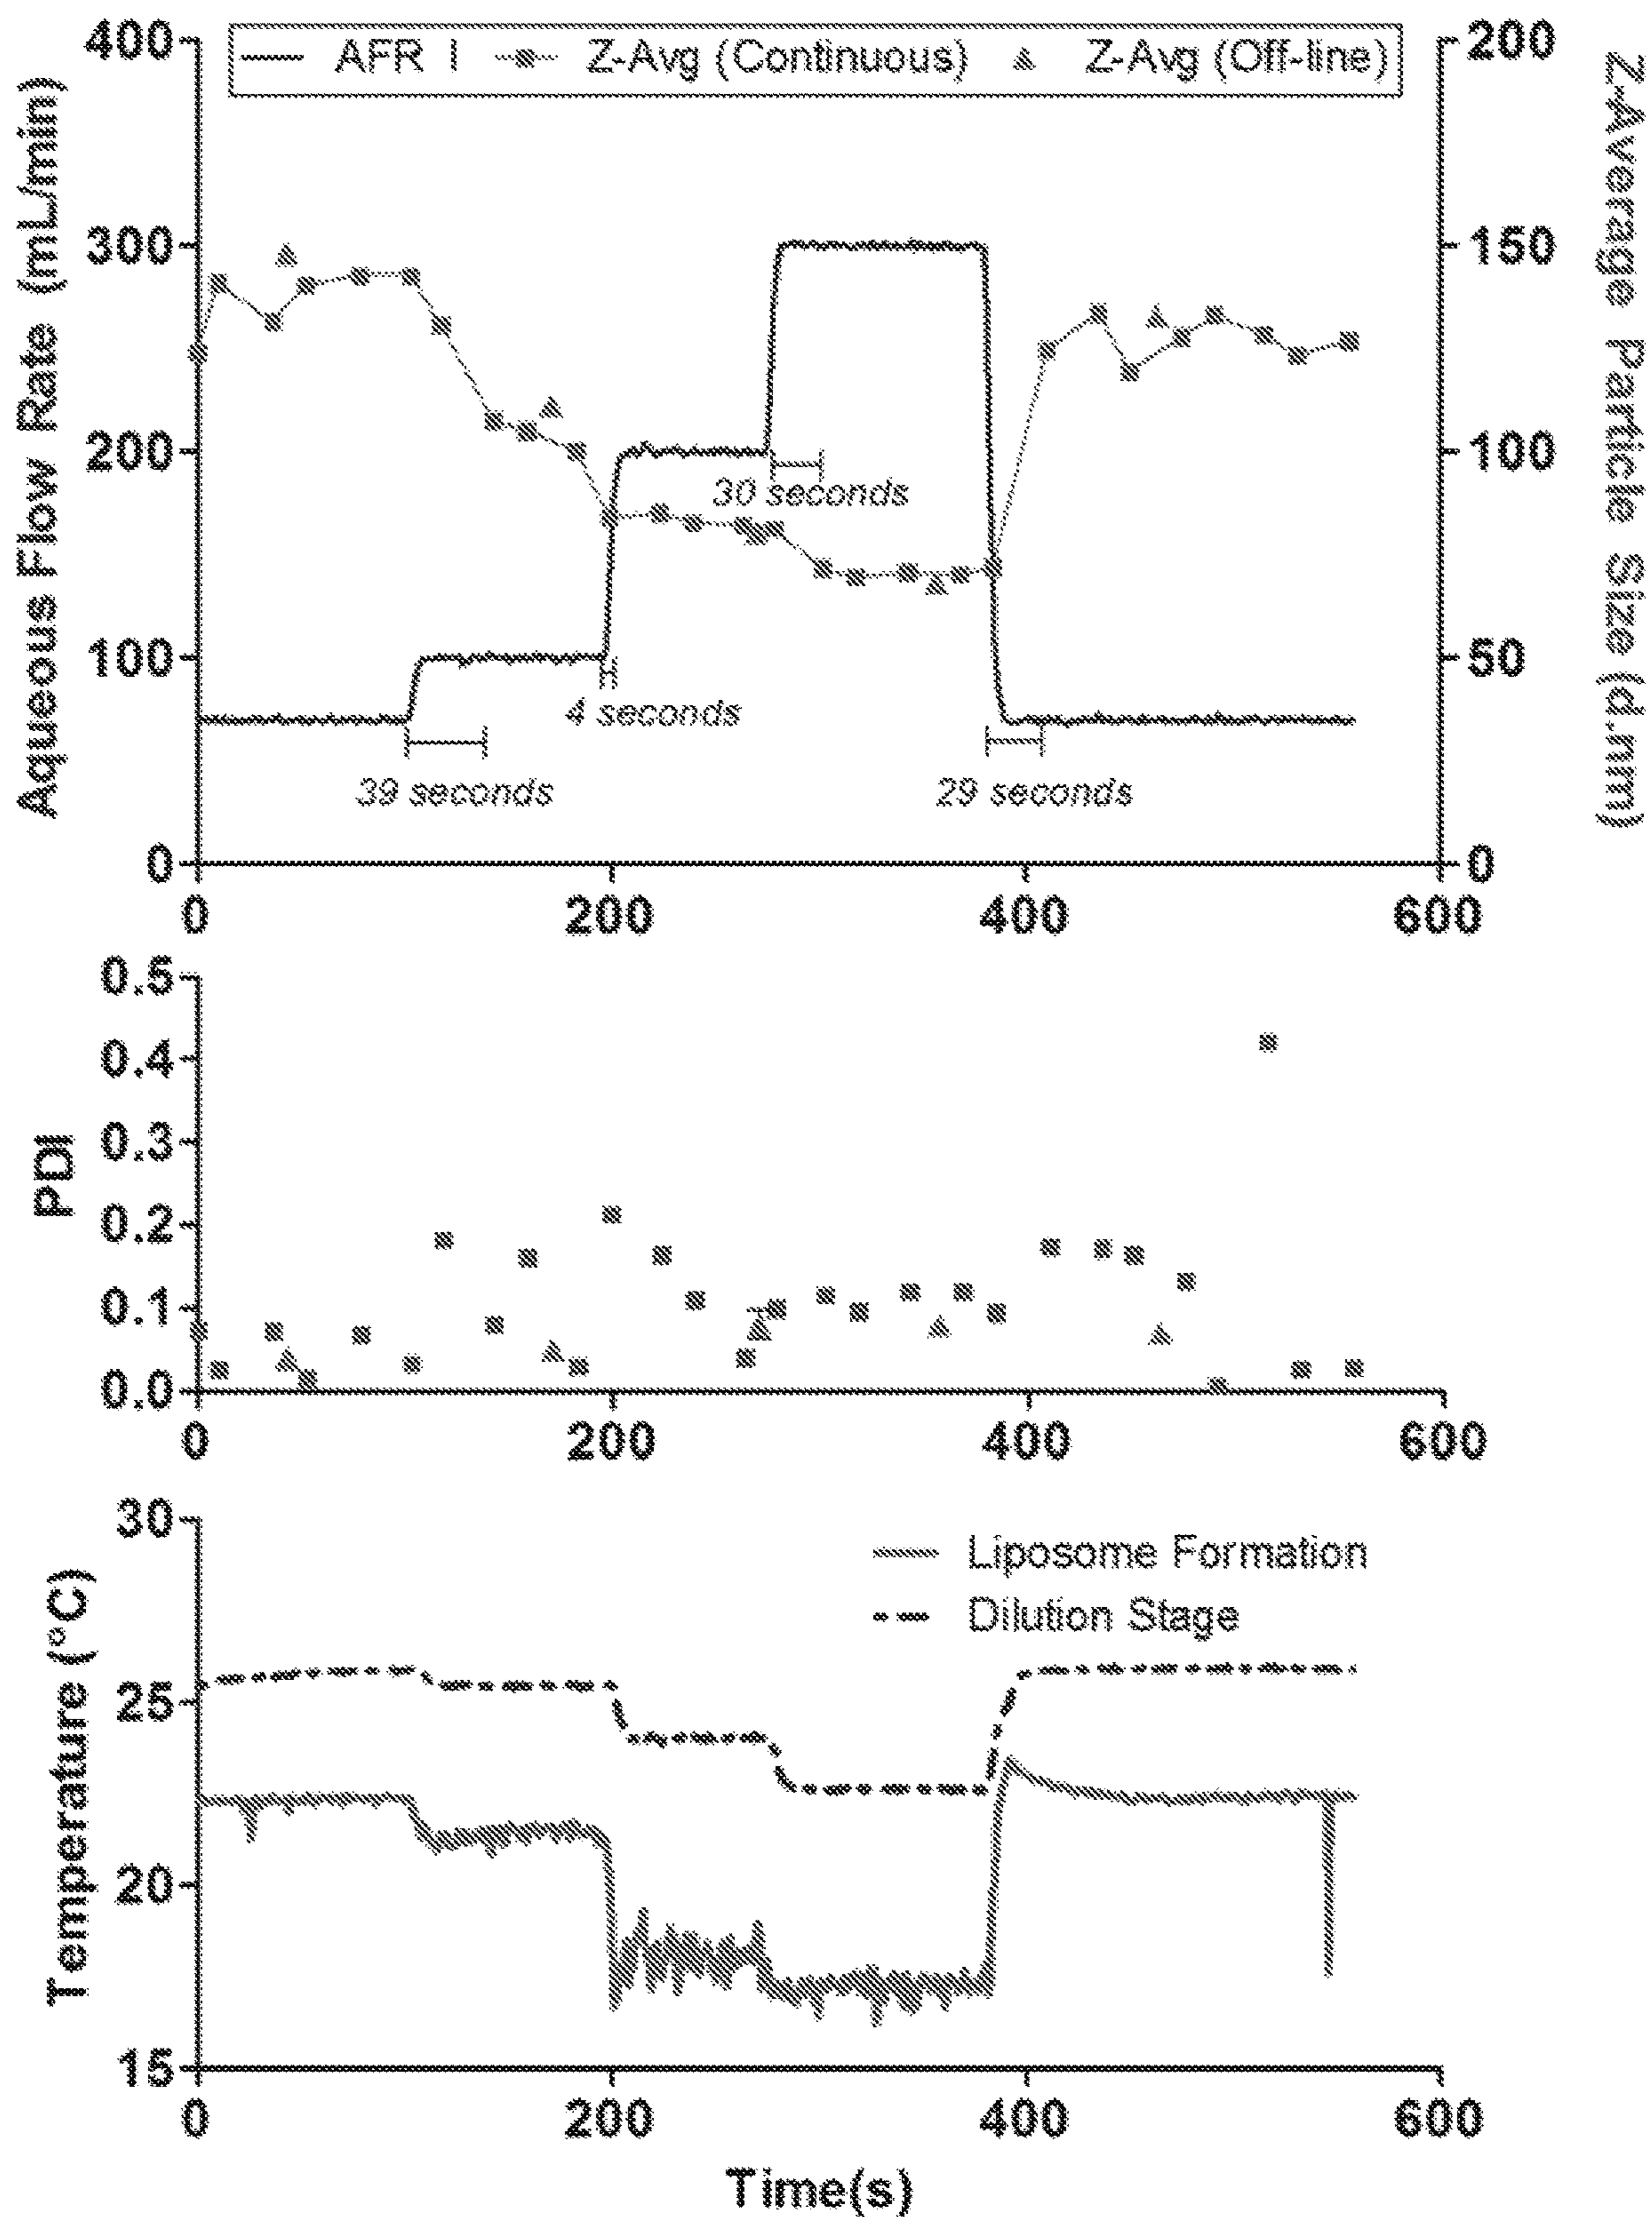 AFR I Z-Avg (Continuous) Z-Avg (Off-line)
Aqueous Flow Rate (mL/min)
Z-Average Particle Size (d.nm)
400
300
200
100
0
200
150
100
50
0
30 seconds
4 seconds
39 seconds
29 seconds
0 200 400 600
PDI
0.5
0.4
0.3
0.2
0.1
0.0
0 200 400 600
Temperature (°C)
30
25
20
15
Liposome Formation
Dilution Stage
0 200 400 600
Time(s)